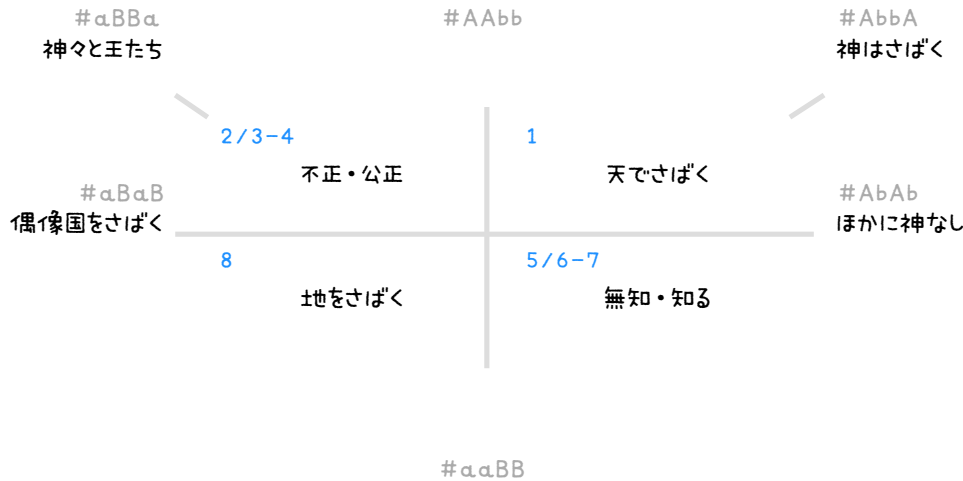 #aBBa
神々と王たち
#AAbb
#AbbA
神はさばく
2/3-4
不正・公正
1
天でさばく
#aBaB
偶像国をさばく
#AbAb
ほかに神なし
8
地をさばく
5/6-7
無知・知る
#aaBB